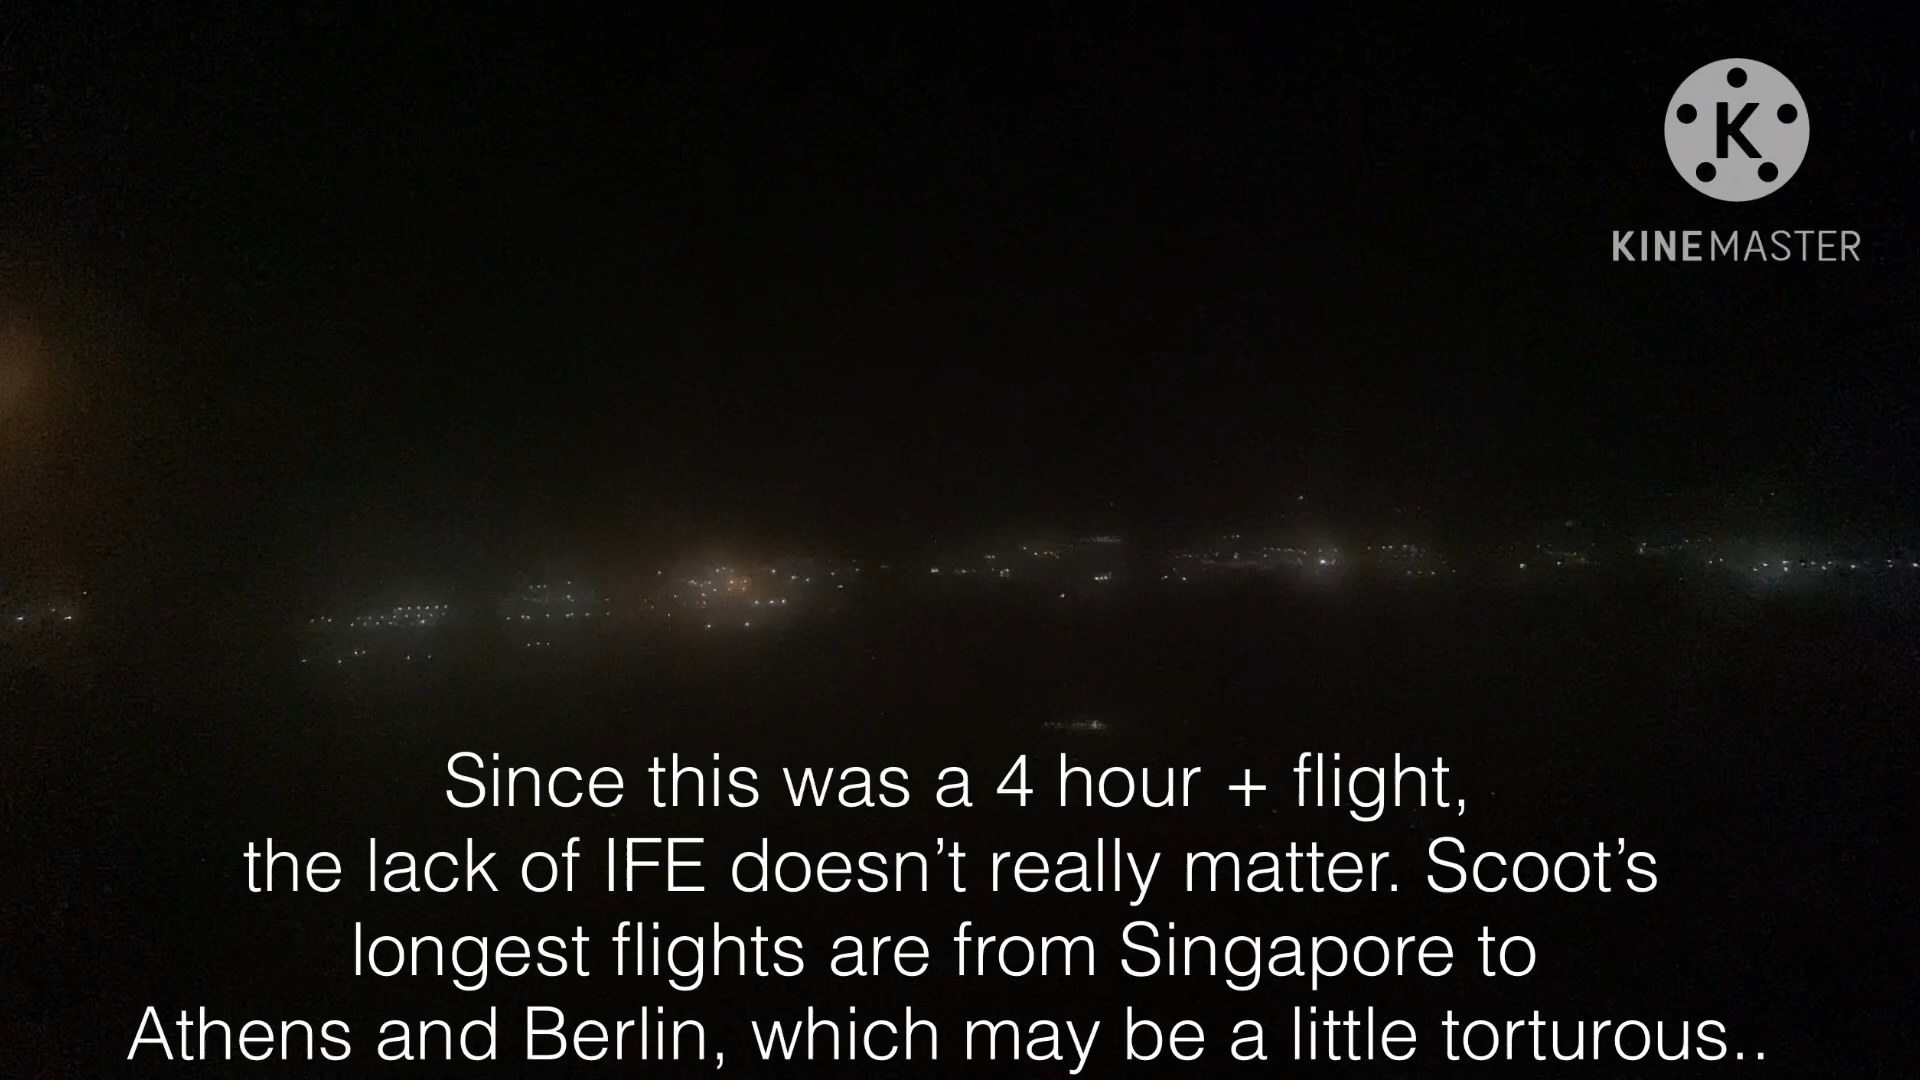 K
KINEMASTER
Since this was a 4 hour + flight,
the lack of IFE doesn’t really matter. Scoot’s
longest flights are from Singapore to
Athens and Berlin, which may be a little torturous..